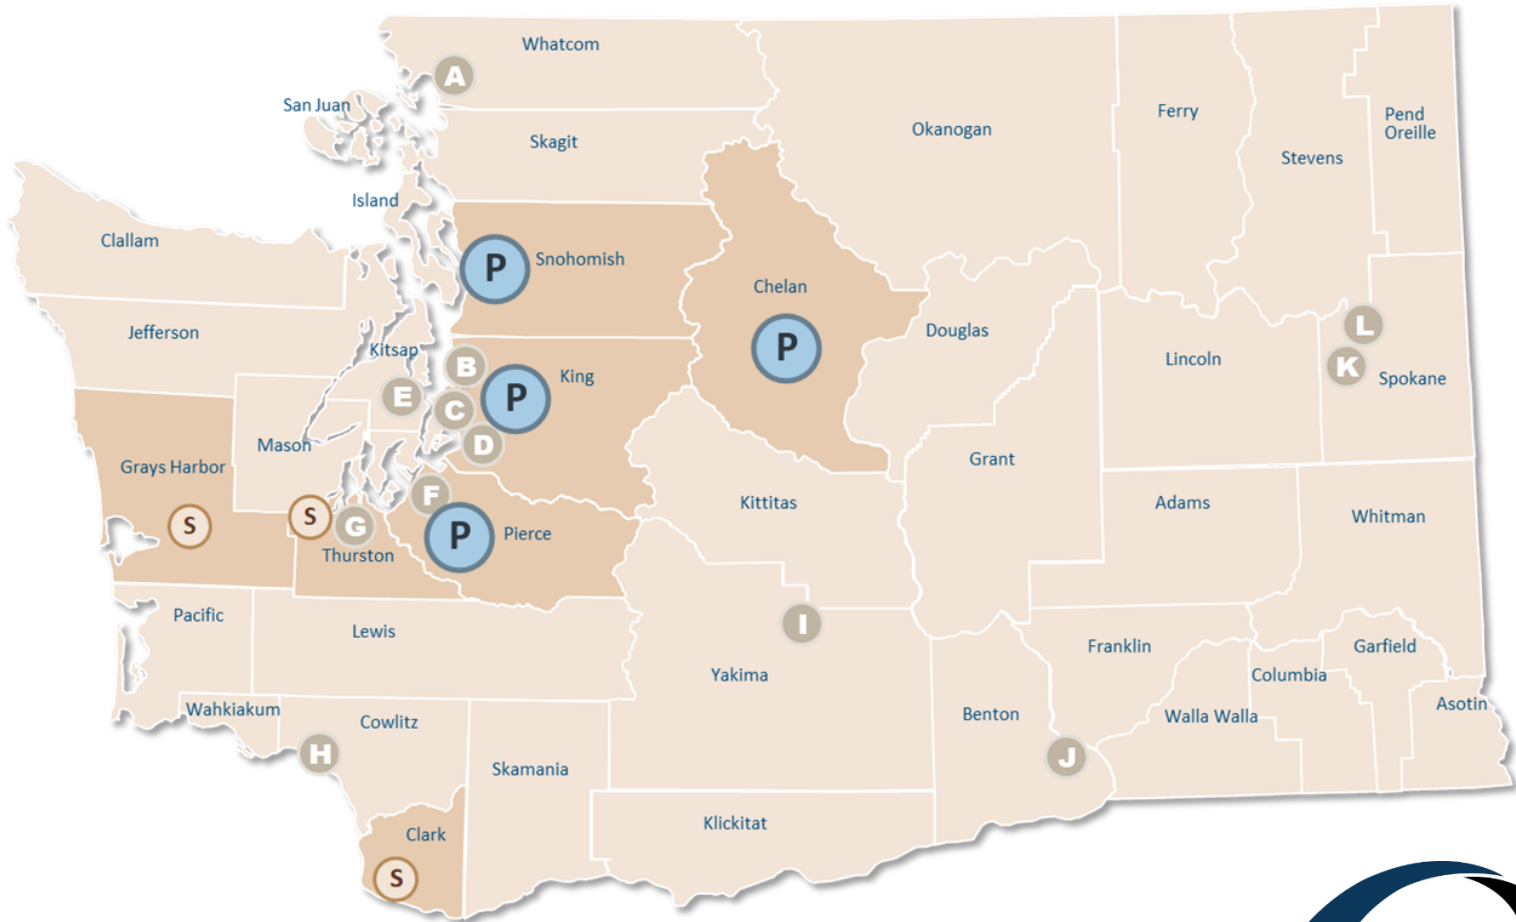 Whatcom
A
San Juan
Skagit
Okanogan
Ferry
Stevens
Pend
Oreille
Island
Clallam
P
Snohomish
Chelan
P
Jefferson
Kitsap
B
King
P
E
C
D
Douglas
Lincoln
L
K
Spokane
Mason
Grays Harbor
S
S
G
Thurston
F
P
Pierce
Kittitas
Grant
Adams
Whitman
Pacific
Lewis
I
Yakima
Franklin
Garfield
Columbia
Wahkiakum
Cowlitz
H
Skamania
Benton
J
Walla Walla
Asotin
Clark
S
Klickitat